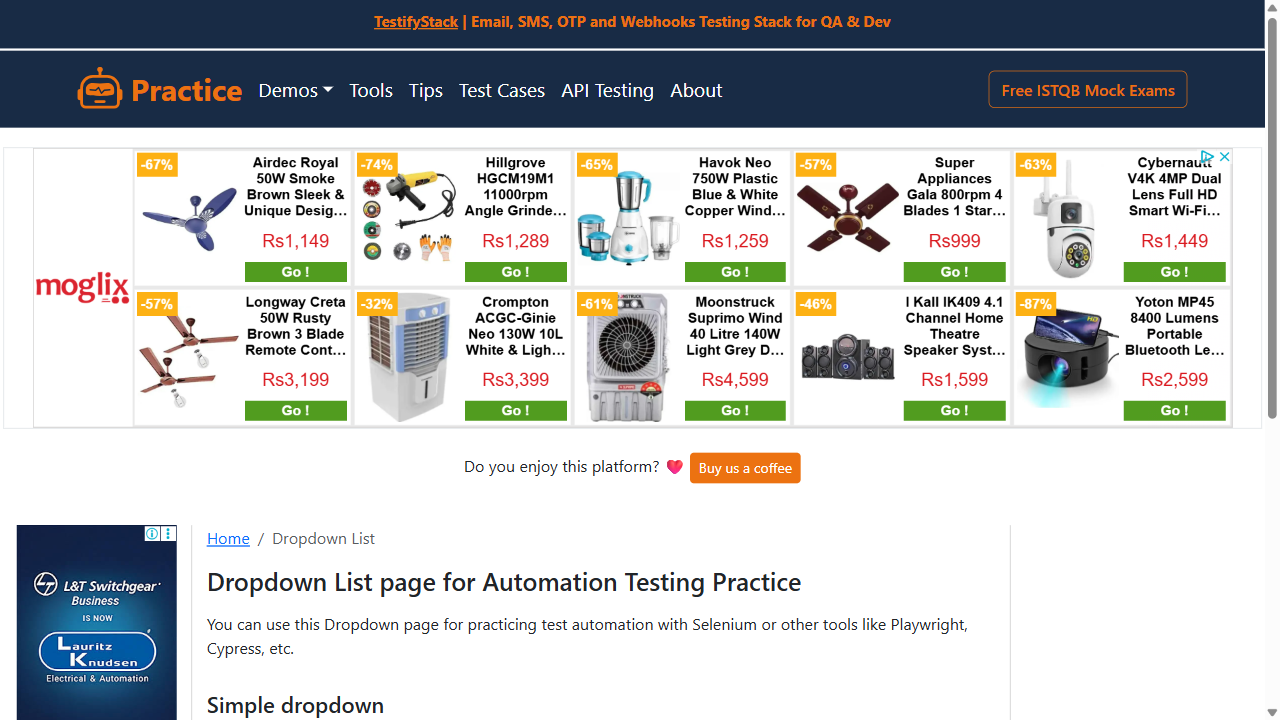 TestifyStack | Email, SMS, OTP and Webhooks Testing Stack for QA & Dev
Practice
Demos
Tools
Tips
Test Cases
API Testing
About
Free ISTQB Mock Exams
moglix
-67%
Airdec Royal
50W Smoke
Brown Sleek &
Unique Desig...
Rs1,149
Go !
-74%
Hillgrove
HGCM19M1
11000rpm
Angle Grinde...
Rs1,289
Go !
-65%
Havok Neo
750W Plastic
Blue & White
Copper Wind...
Rs1,259
Go !
-57%
Super
Appliances
Gala 800rpm 4
Blades 1 Star...
Rs999
Go !
-63%
Cybernautt
V4K 4MP Dual
Lens Full HD
Smart Wi-Fi...
Rs1,449
Go !
-57%
Longway Creta
50W Rusty
Brown 3 Blade
Remote Cont...
Rs3,199
Go !
-32%
Crompton
ACGC-Ginie
Neo 130W 10L
White & Ligh...
Rs3,399
Go !
-61%
Moonstruck
Suprimo Wind
40 Litre 140W
Light Grey D...
Rs4,599
Go !
-46%
I Kall IK409 4.1
Channel Home
Theatre
Speaker Syst...
Rs1,599
Go !
-87%
Yoton MP45
8400 Lumens
Portable
Bluetooth Le...
Rs2,599
Go !
Do you enjoy this platform?
Buy us a coffee
L&T Switchgear
Business
IS NOW
Lauritz
Knudsen
Electrical & Automation
Home / Dropdown List
Dropdown List page for Automation Testing Practice
You can use this Dropdown page for practicing test automation with Selenium or other tools like Playwright,
Cypress, etc.
Simple dropdown